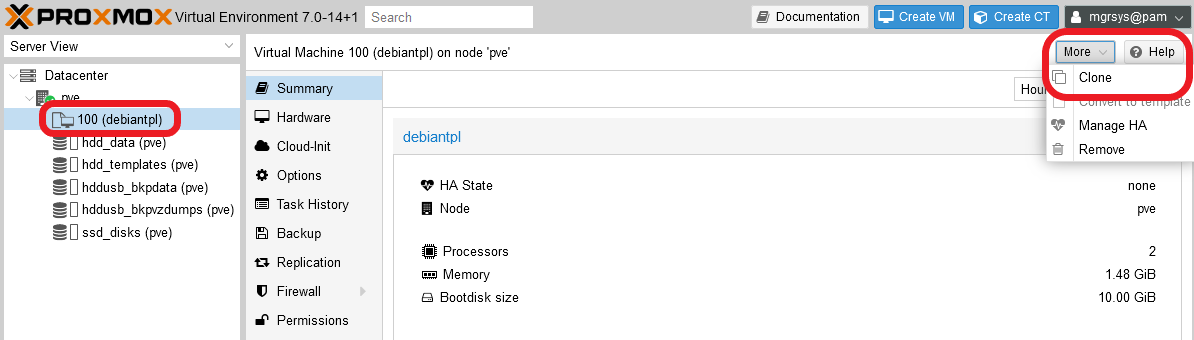 PROXMOX Virtual Environment 7.0-14+1 Search Documentation Create VM Create CT mgrsys@pam
Server View
Datacenter
pve
100 (debiantpl)
hdd_data (pve)
hdd_templates (pve)
hddusb_bkpdata (pve)
hddusb_bkpvzdumps (pve)
ssd_disks (pve)
Virtual Machine 100 (debiantpl) on node 'pve'
More Help
Clone
Convert to template
Manage HA
Remove
Summary
Hardware
Cloud-Init
Options
Task History
Backup
Replication
Firewall
Permissions
Hour
debiantpl
HA State none
Node pve
Processors 2
Memory 1.48 GiB
Bootdisk size 10.00 GiB